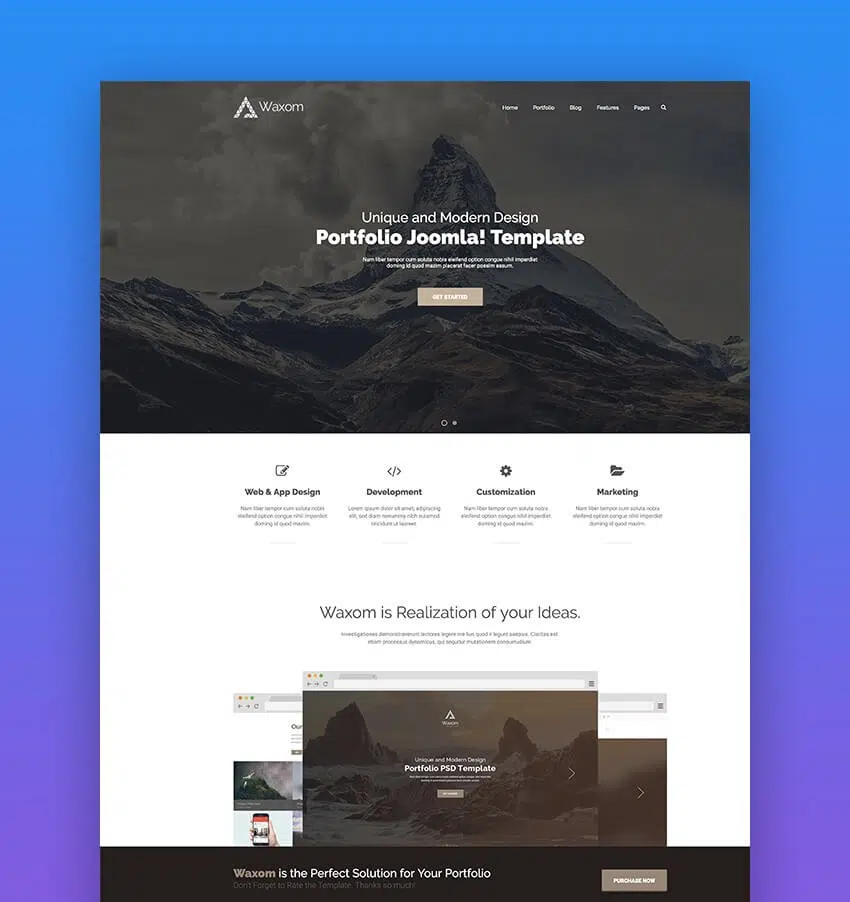 Waxom
Home Portfolio Blog Features Pages
Unique and Modern Design
Portfolio Joomla! Template
Nam liber tempor cum soluta nobis eleifend option congue nihil imperdiet
doming id quod mazim placerat facer possim assum.
GET STARTED
Web & App Design
Nam liber tempor cum soluta
nobis eleifend option congue
nihil imperdiet doming id quod
mazim.
Development
Lorem ipsum dolor sit amet, adipiscing
elit, sed diam nonummy nibh euismod
tincidunt ut laoreet.
Customization
Nam liber tempor cum soluta
nobis eleifend option congue nihil imperdiet
doming id quod mazim.
Marketing
Nam liber tempor cum soluta
nobis eleifend option congue nihil imperdiet
doming id quod mazim.
Waxom is Realization of your Ideas.
Investigationes demonstraverunt lectores legere me lius quod ii legunt saepius. Claritas est
etiam processus dynamicus, qui sequitur mutationem consuetudium.
Our
Waxom
Unique and Modern Design
Portfolio PSD Template
Waxom is the Perfect Solution for Your Portfolio
Don't Forget to Rate the Template. Thanks so much!
PURCHASE NOW